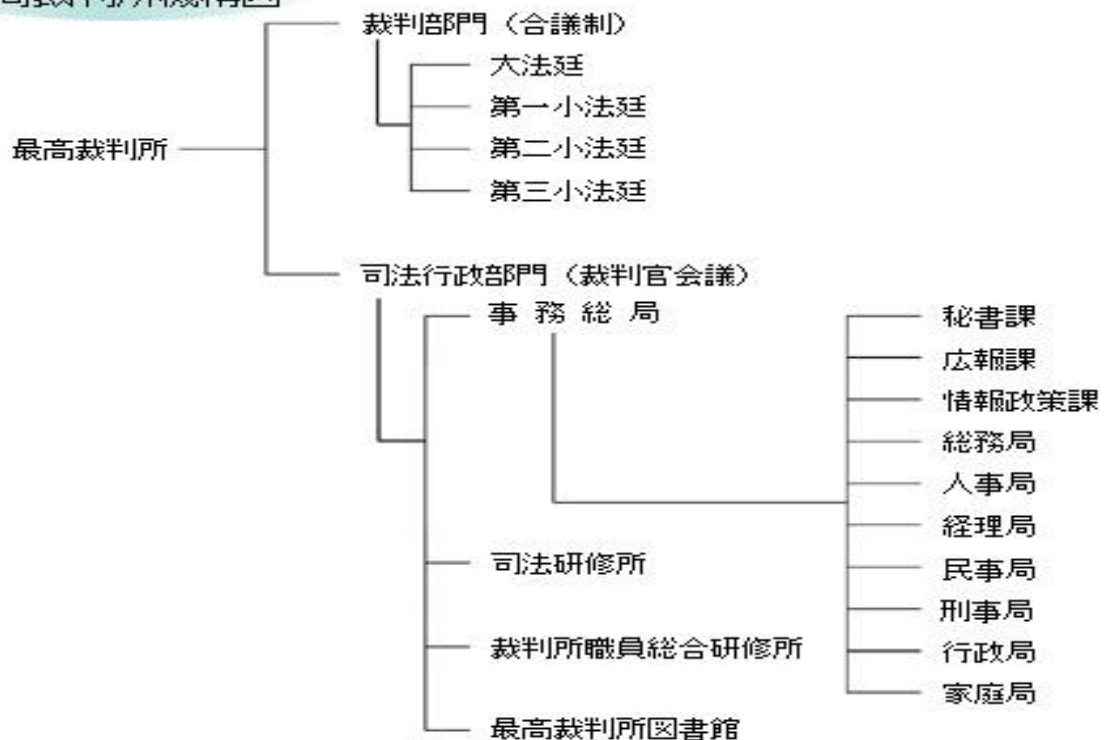 裁判部門（合議制）
大法廷
第一小法廷
第二小法廷
第三小法廷
最高裁判所
司法行政部門（裁判官会議）
事務総局
秘書課
広報課
情報政策課
総務局
人事局
経理局
民事局
刑事局
行政局
家庭局
司法研修所
裁判所職員総合研修所
最高裁判所図書館